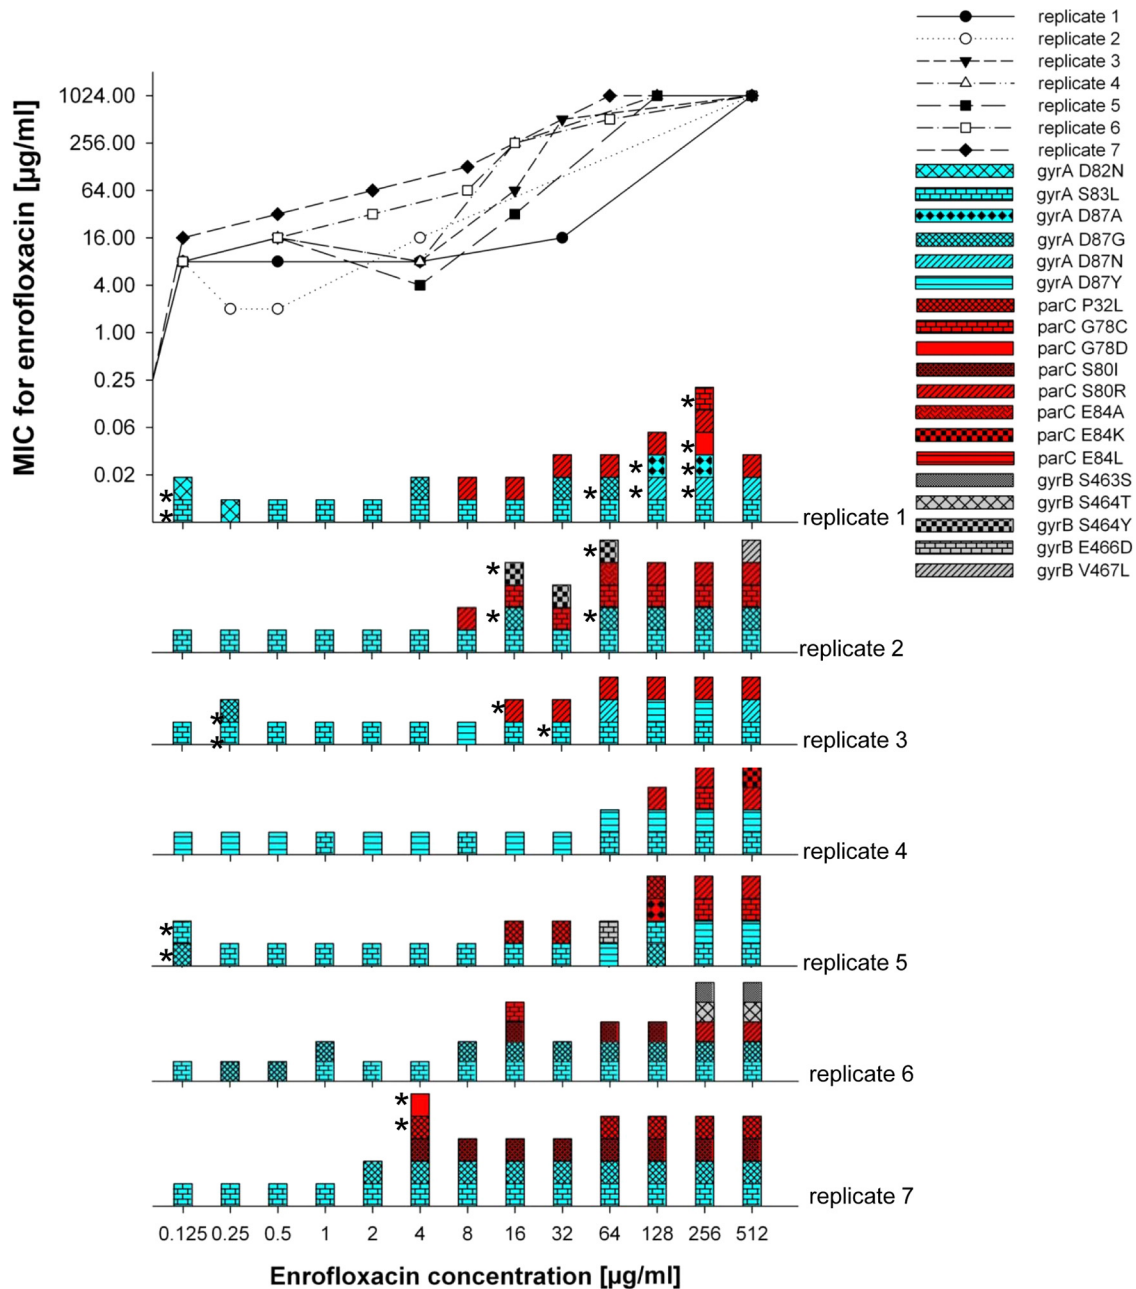 replicate 1
replicate 2
replicate 3
replicate 4
replicate 5
replicate 6
replicate 7
gyrA D82N
gyrA S83L
gyrA D87A
gyrA D87G
gyrA D87N
gyrA D87Y
parC P32L
parC G78C
parC G78D
parC S80I
parC S80R
parC E84A
parC E84K
parC E84L
gyrB S463S
gyrB S464T
gyrB S464Y
gyrB E466D
gyrB V467L
MIC for enrofloxacin [µg/ml]
1024.00
256.00
64.00
16.00
4.00
1.00
0.25
0.06
0.02
replicate 1
replicate 2
replicate 3
replicate 4
replicate 5
replicate 6
replicate 7
0.125 0.25 0.5 1 2 4 8 16 32 64 128 256 512
Enrofloxacin concentration [µg/ml]